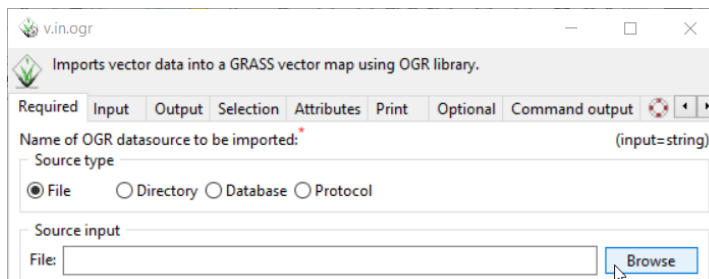 v.in.ogr
Imports vector data into a GRASS vector map using OGR library.
Required Input Output Selection Attributes Print Optional Command output
Name of OGR datasource to be imported:* (input=string)
Source type
File Directory Database Protocol
Source input
File: Browse